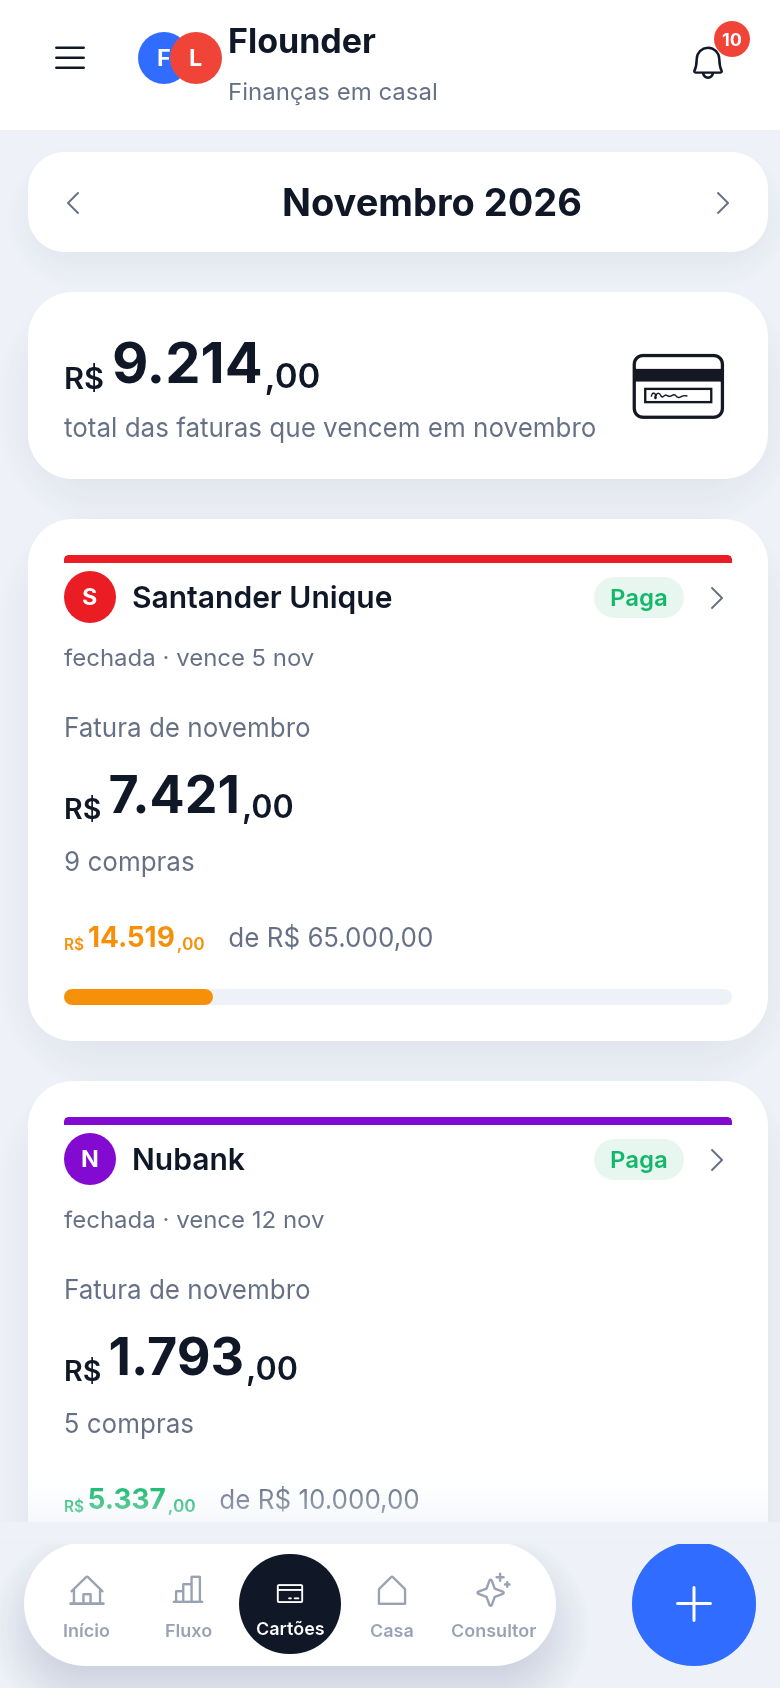 F L Flounder
Finanças em casal
10
Novembro 2026
R$ 9.214,00
total das faturas que vencem em novembro
S Santander Unique Paga
fechada · vence 5 nov
Fatura de novembro
R$ 7.421,00
9 compras
R$ 14.519,00 de R$ 65.000,00
N Nubank Paga
fechada · vence 12 nov
Fatura de novembro
R$ 1.793,00
5 compras
R$ 5.337,00 de R$ 10.000,00
Início Fluxo Cartões Casa Consultor